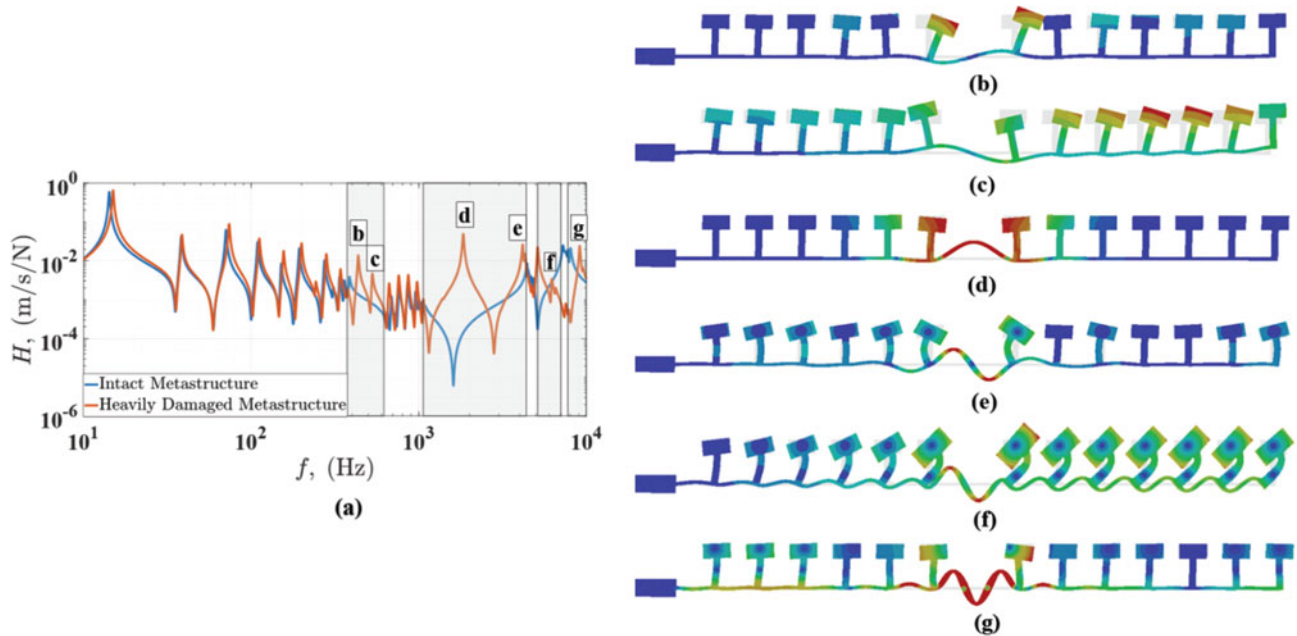 10^0
10^-2
10^-4
10^-6
H, (m/s/N)
b
c
d
e
f
g
Intact Metastructure
Heavily Damaged Metastructure
10^1
10^2
10^3
10^4
f, (Hz)
(a)
(b)
(c)
(d)
(e)
(f)
(g)